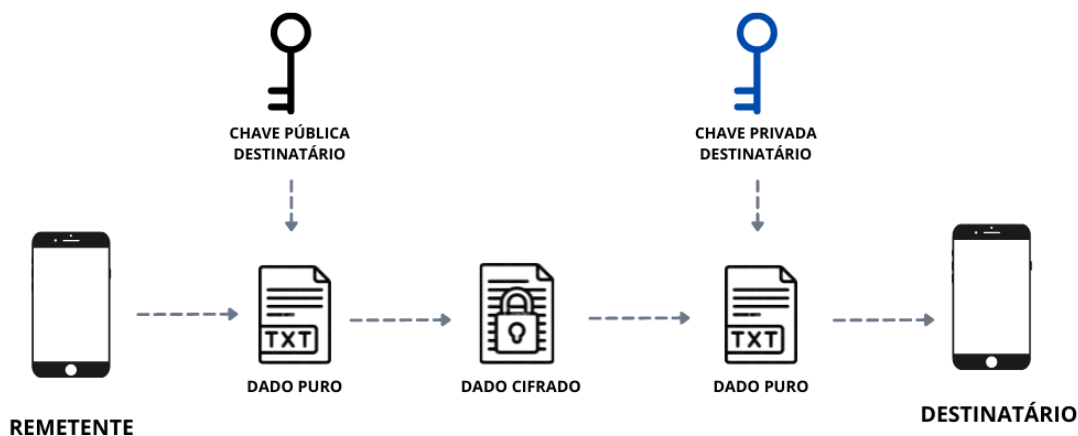 CHAVE PÚBLICA
DESTINATÁRIO
CHAVE PRIVADA
DESTINATÁRIO
TXT
TXT
DADO PURO
DADO CIFRADO
DADO PURO
REMETENTE
DESTINATÁRIO